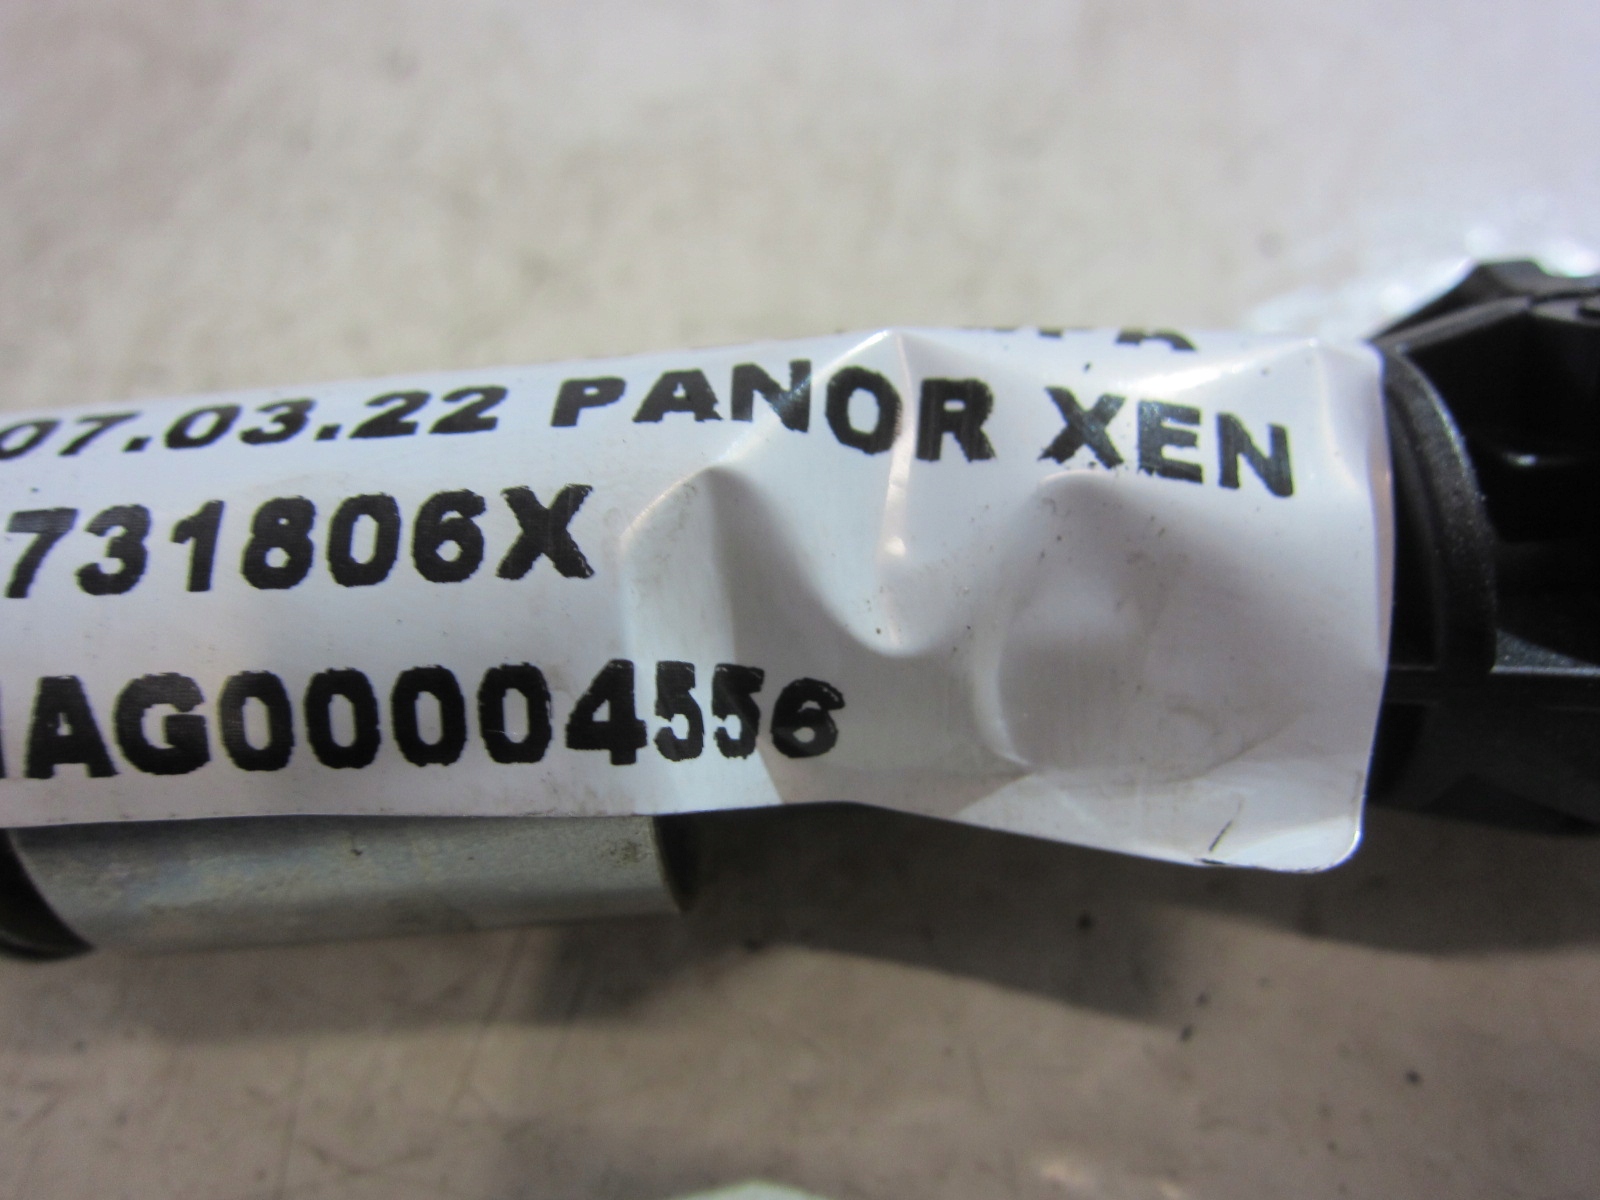 07.03.22 PANOR XEN
731806X
AG00004556